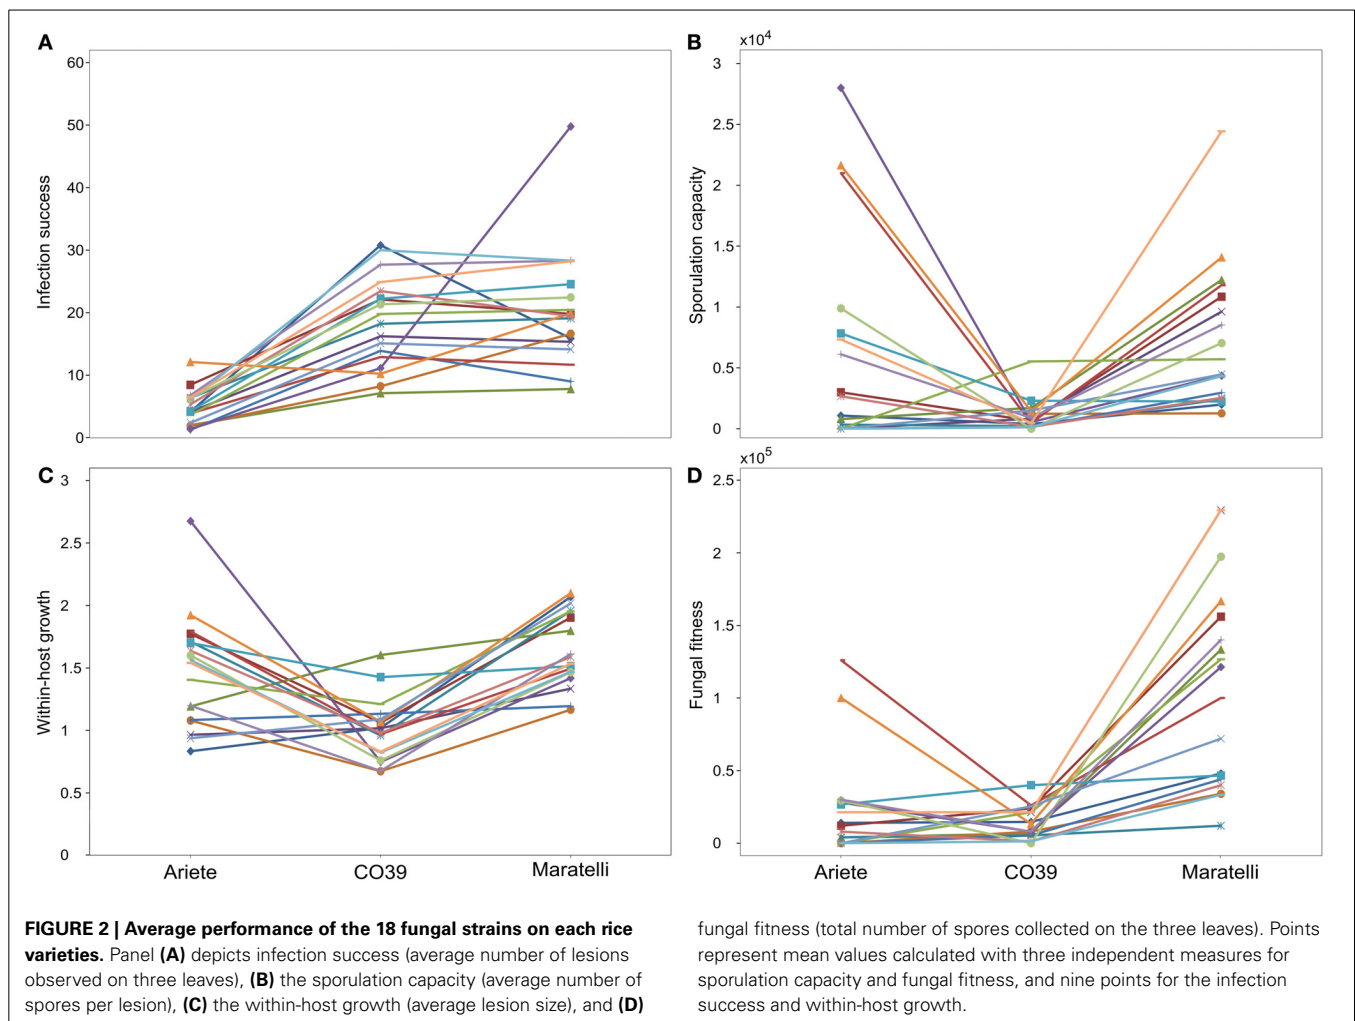 A
60
50
40
30
20
10
0
Infection success
B
x10⁴
3
2.5
2
1.5
1
0.5
0
Sporulation capacity
C
3
2.5
2
1.5
1
0.5
0
Within-host growth
Ariete CO39 Maratelli
D
x10⁵
2.5
2
1.5
1
0.5
0
Fungal fitness
Ariete CO39 Maratelli
FIGURE 2 | Average performance of the 18 fungal strains on each rice
varieties. Panel (A) depicts infection success (average number of lesions
observed on three leaves), (B) the sporulation capacity (average number of
spores per lesion), (C) the within-host growth (average lesion size), and (D)
fungal fitness (total number of spores collected on the three leaves). Points
represent mean values calculated with three independent measures for
sporulation capacity and fungal fitness, and nine points for the infection
success and within-host growth.